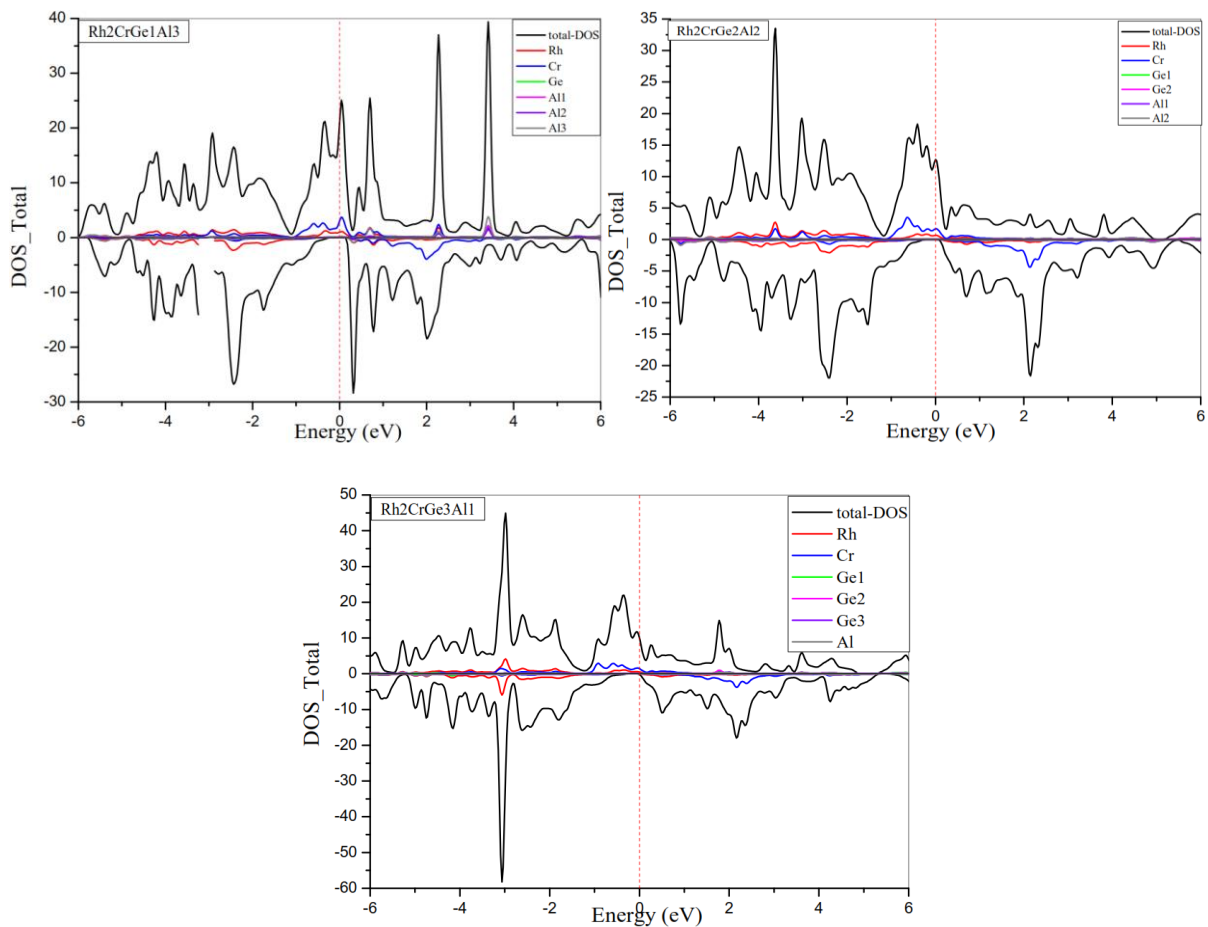 Rh2CrGe1Al3
total-DOS
Rh
Cr
Ge
Al1
Al2
Al3
40
30
20
10
0
-10
-20
-30
DOS_Total
-6
-4
-2
0
2
4
6
Energy (eV)
Rh2CrGe2Al2
total-DOS
Rh
Cr
Ge1
Ge2
Al1
Al2
35
30
25
20
15
10
5
0
-5
-10
-15
-20
-25
DOS_Total
-6
-4
-2
0
2
4
6
Energy (eV)
Rh2CrGe3Al1
total-DOS
Rh
Cr
Ge1
Ge2
Ge3
Al
50
40
30
20
10
0
-10
-20
-30
-40
-50
-60
DOS_Total
-6
-4
-2
0
2
4
6
Energy (eV)